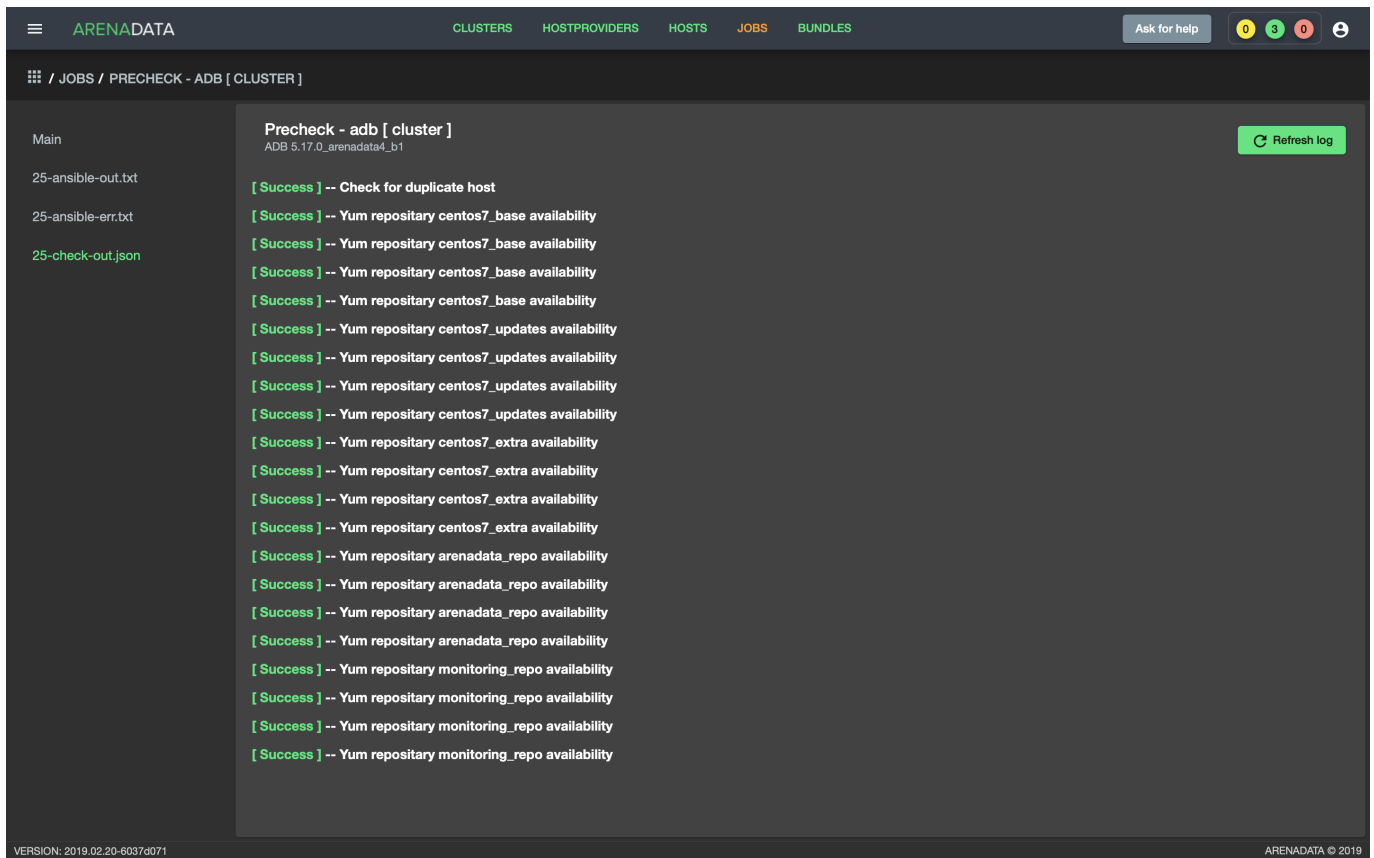 ARENADATA CLUSTERS HOSTPROVIDERS HOSTS JOBS BUNDLES Ask for help 0 3 0
/ JOBS / PRECHECK - ADB [ CLUSTER ]
Main
25-ansible-out.txt
25-ansible-err.txt
25-check-out.json
Precheck - adb [ cluster ]
ADB 5.17.0_arenadata4_b1
Refresh log
[ Success ] -- Check for duplicate host
[ Success ] -- Yum repositary centos7_base availability
[ Success ] -- Yum repositary centos7_base availability
[ Success ] -- Yum repositary centos7_base availability
[ Success ] -- Yum repositary centos7_base availability
[ Success ] -- Yum repositary centos7_updates availability
[ Success ] -- Yum repositary centos7_updates availability
[ Success ] -- Yum repositary centos7_updates availability
[ Success ] -- Yum repositary centos7_updates availability
[ Success ] -- Yum repositary centos7_extra availability
[ Success ] -- Yum repositary centos7_extra availability
[ Success ] -- Yum repositary centos7_extra availability
[ Success ] -- Yum repositary centos7_extra availability
[ Success ] -- Yum repositary arenadata_repo availability
[ Success ] -- Yum repositary arenadata_repo availability
[ Success ] -- Yum repositary arenadata_repo availability
[ Success ] -- Yum repositary arenadata_repo availability
[ Success ] -- Yum repositary monitoring_repo availability
[ Success ] -- Yum repositary monitoring_repo availability
[ Success ] -- Yum repositary monitoring_repo availability
[ Success ] -- Yum repositary monitoring_repo availability
VERSION: 2019.02.20-6037d071 ARENADATA © 2019